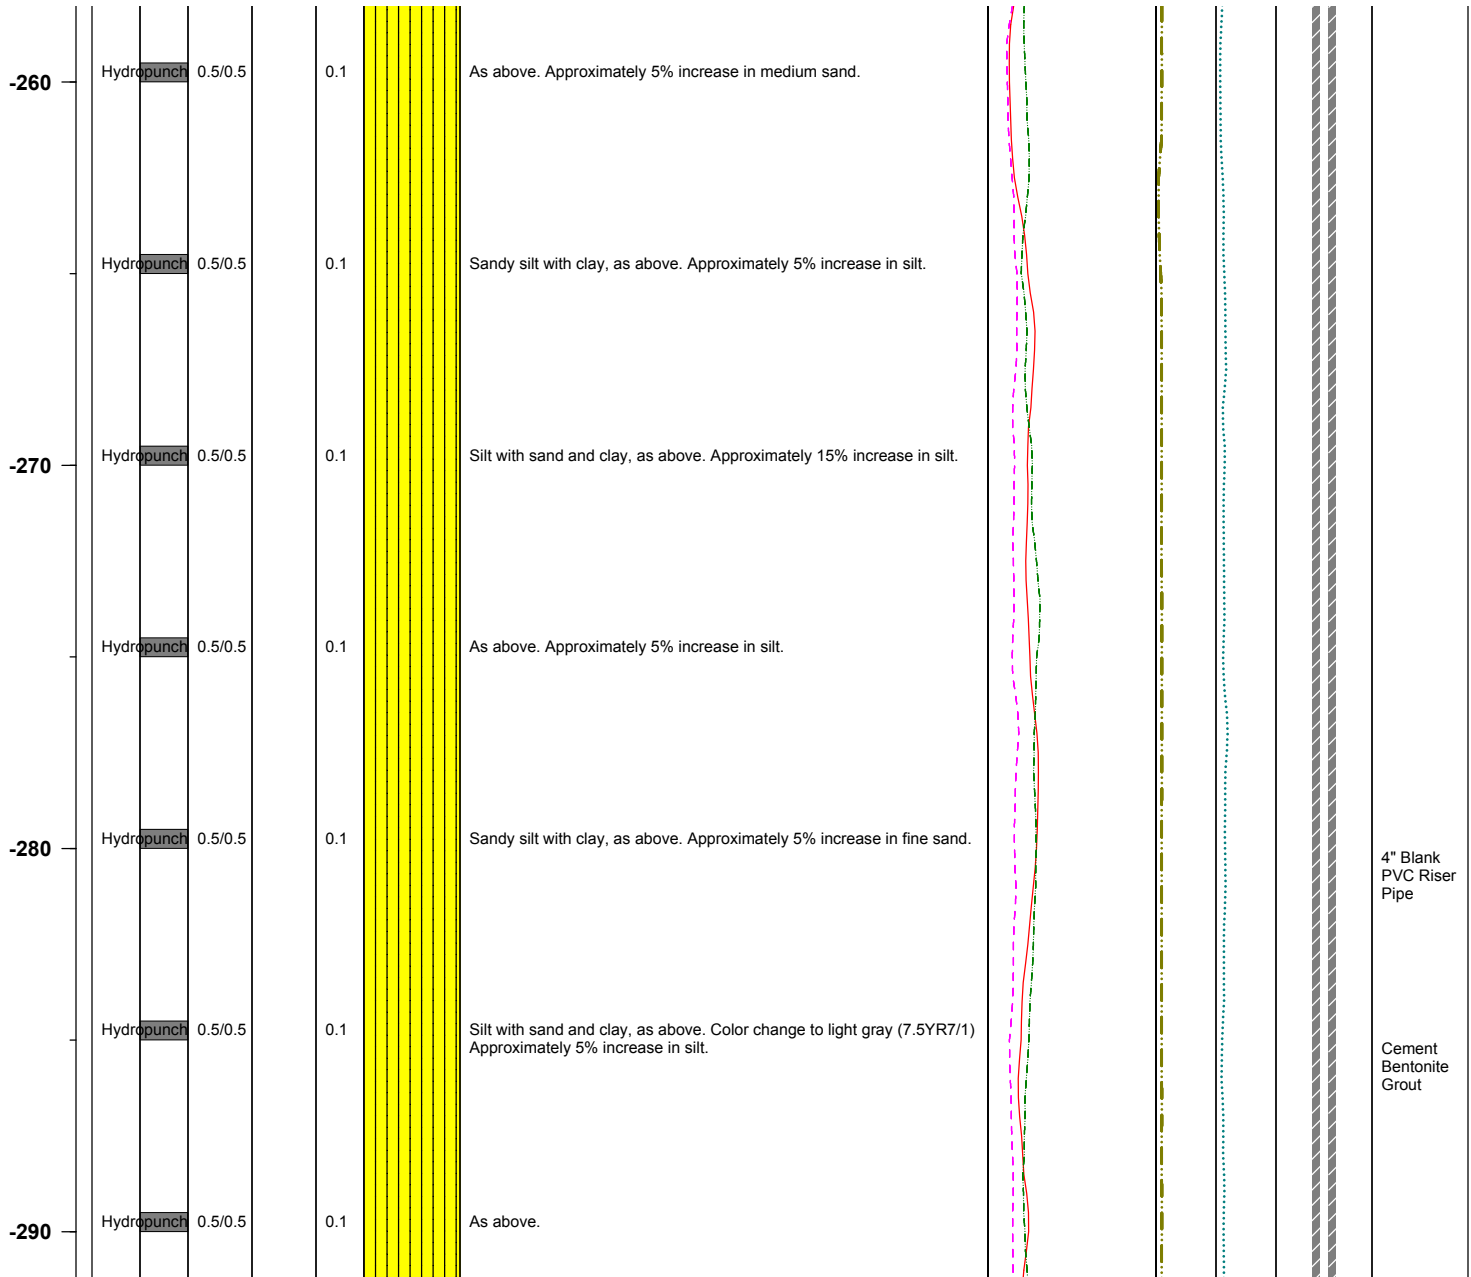 -260
Hydropunch 0.5/0.5 0.1 As above. Approximately 5% increase in medium sand.
Hydropunch 0.5/0.5 0.1 Sandy silt with clay, as above. Approximately 5% increase in silt.
-270
Hydropunch 0.5/0.5 0.1 Silt with sand and clay, as above. Approximately 15% increase in silt.
Hydropunch 0.5/0.5 0.1 As above. Approximately 5% increase in silt.
-280
Hydropunch 0.5/0.5 0.1 Sandy silt with clay, as above. Approximately 5% increase in fine sand.
4" Blank
PVC Riser
Pipe
Hydropunch 0.5/0.5 0.1 Silt with sand and clay, as above. Color change to light gray (7.5YR7/1)
Approximately 5% increase in silt.
Cement
Bentonite
Grout
-290
Hydropunch 0.5/0.5 0.1 As above.